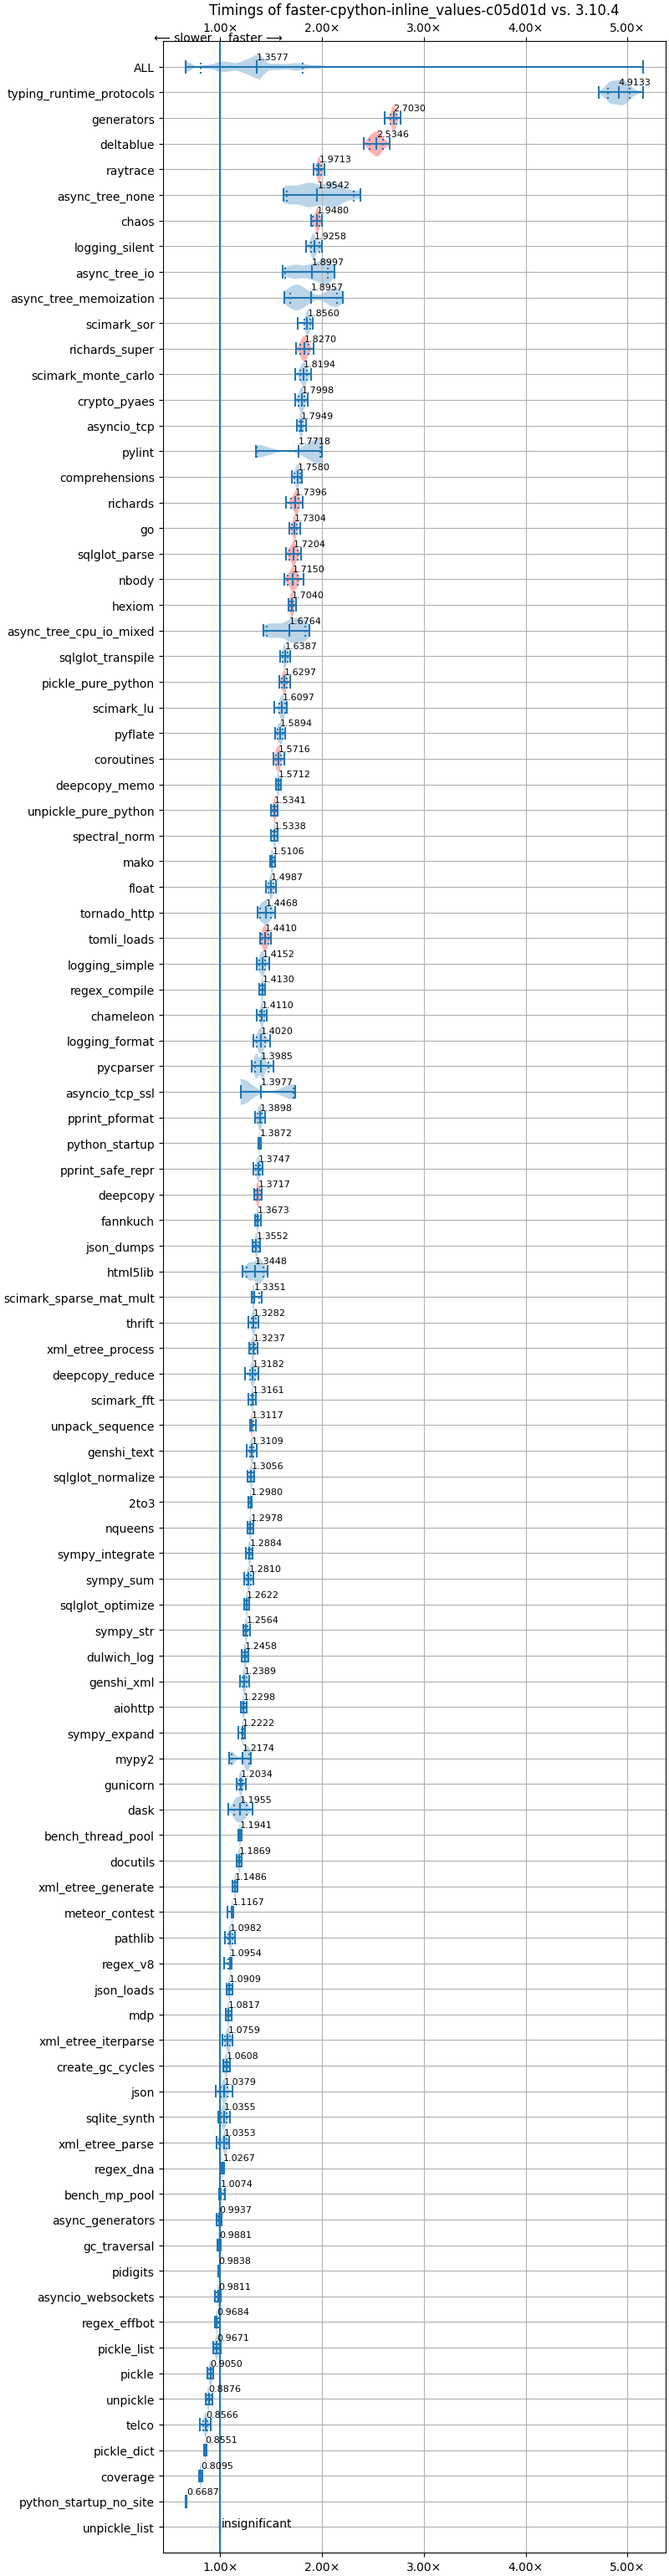 Timings of faster-cpython-inline_values-c05d01d vs. 3.10.4
1.00× 2.00× 3.00× 4.00× 5.00×
⟵ slower faster ⟶
ALL 1.3577
typing_runtime_protocols 4.9133
generators 2.7030
deltablue 2.5346
raytrace 1.9713
async_tree_none 1.9542
chaos 1.9480
logging_silent 1.9258
async_tree_io 1.8997
async_tree_memoization 1.8957
scimark_sor 1.8560
richards_super 1.8270
scimark_monte_carlo 1.8194
crypto_pyaes 1.7998
asyncio_tcp 1.7949
pylint 1.7718
comprehensions 1.7580
richards 1.7396
go 1.7304
sqlglot_parse 1.7204
nbody 1.7150
hexiom 1.7040
async_tree_cpu_io_mixed 1.6764
sqlglot_transpile 1.6387
pickle_pure_python 1.6297
scimark_lu 1.6097
pyflate 1.5894
coroutines 1.5716
deepcopy_memo 1.5712
unpickle_pure_python 1.5341
spectral_norm 1.5338
mako 1.5106
float 1.4987
tornado_http 1.4468
tomli_loads 1.4410
logging_simple 1.4152
regex_compile 1.4130
chameleon 1.4110
logging_format 1.4020
pycparser 1.3985
asyncio_tcp_ssl 1.3977
pprint_pformat 1.3898
python_startup 1.3872
pprint_safe_repr 1.3747
deepcopy 1.3717
fannkuch 1.3673
json_dumps 1.3552
html5lib 1.3448
scimark_sparse_mat_mult 1.3351
thrift 1.3282
xml_etree_process 1.3237
deepcopy_reduce 1.3182
scimark_fft 1.3161
unpack_sequence 1.3117
genshi_text 1.3109
sqlglot_normalize 1.3056
2to3 1.2980
nqueens 1.2978
sympy_integrate 1.2884
sympy_sum 1.2810
sqlglot_optimize 1.2622
sympy_str 1.2564
dulwich_log 1.2458
genshi_xml 1.2389
aiohttp 1.2298
sympy_expand 1.2222
mypy2 1.2174
gunicorn 1.2034
dask 1.1955
bench_thread_pool 1.1941
docutils 1.1869
xml_etree_generate 1.1486
meteor_contest 1.1167
pathlib 1.0982
regex_v8 1.0954
json_loads 1.0909
mdp 1.0817
xml_etree_iterparse 1.0759
create_gc_cycles 1.0608
json 1.0379
sqlite_synth 1.0355
xml_etree_parse 1.0353
regex_dna 1.0267
bench_mp_pool 1.0074
async_generators 0.9937
gc_traversal 0.9881
pidigits 0.9838
asyncio_websockets 0.9811
regex_effbot 0.9684
pickle_list 0.9671
pickle 0.9050
unpickle 0.8876
telco 0.8566
pickle_dict 0.8551
coverage 0.8095
python_startup_no_site 0.6687
unpickle_list insignificant
1.00× 2.00× 3.00× 4.00× 5.00×